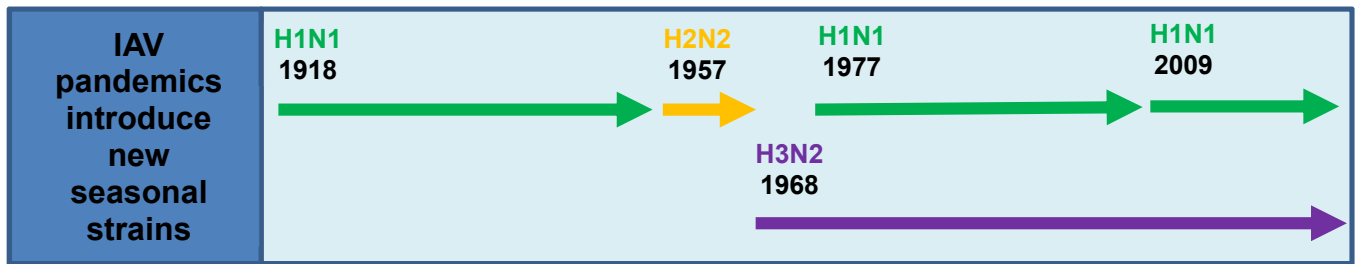 IAV
pandemics
introduce
new
seasonal
strains
H1N1
1918
H2N2
1957
H3N2
1968
H1N1
1977
H1N1
2009